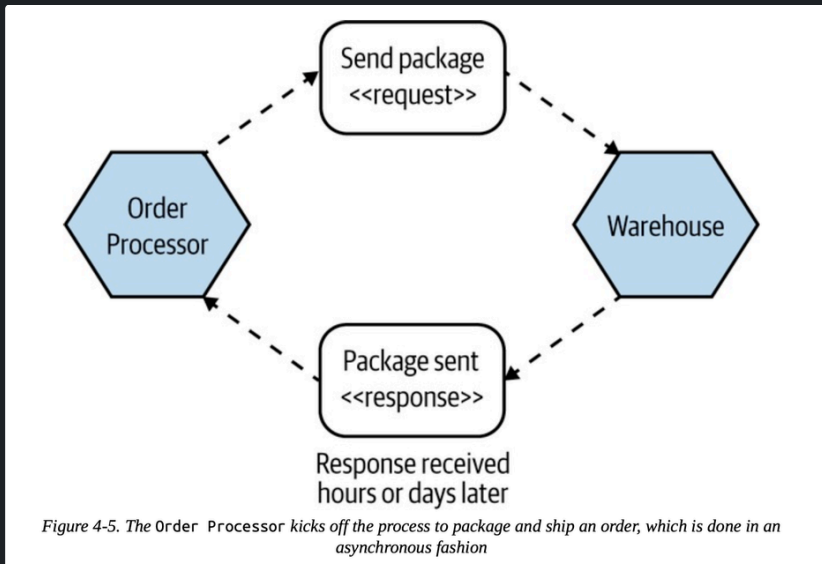 Send package
<<request>>
Order
Processor
Warehouse
Package sent
<<response>>
Response received
hours or days later
Figure 4-5. The Order Processor kicks off the process to package and ship an order, which is done in an
asynchronous fashion